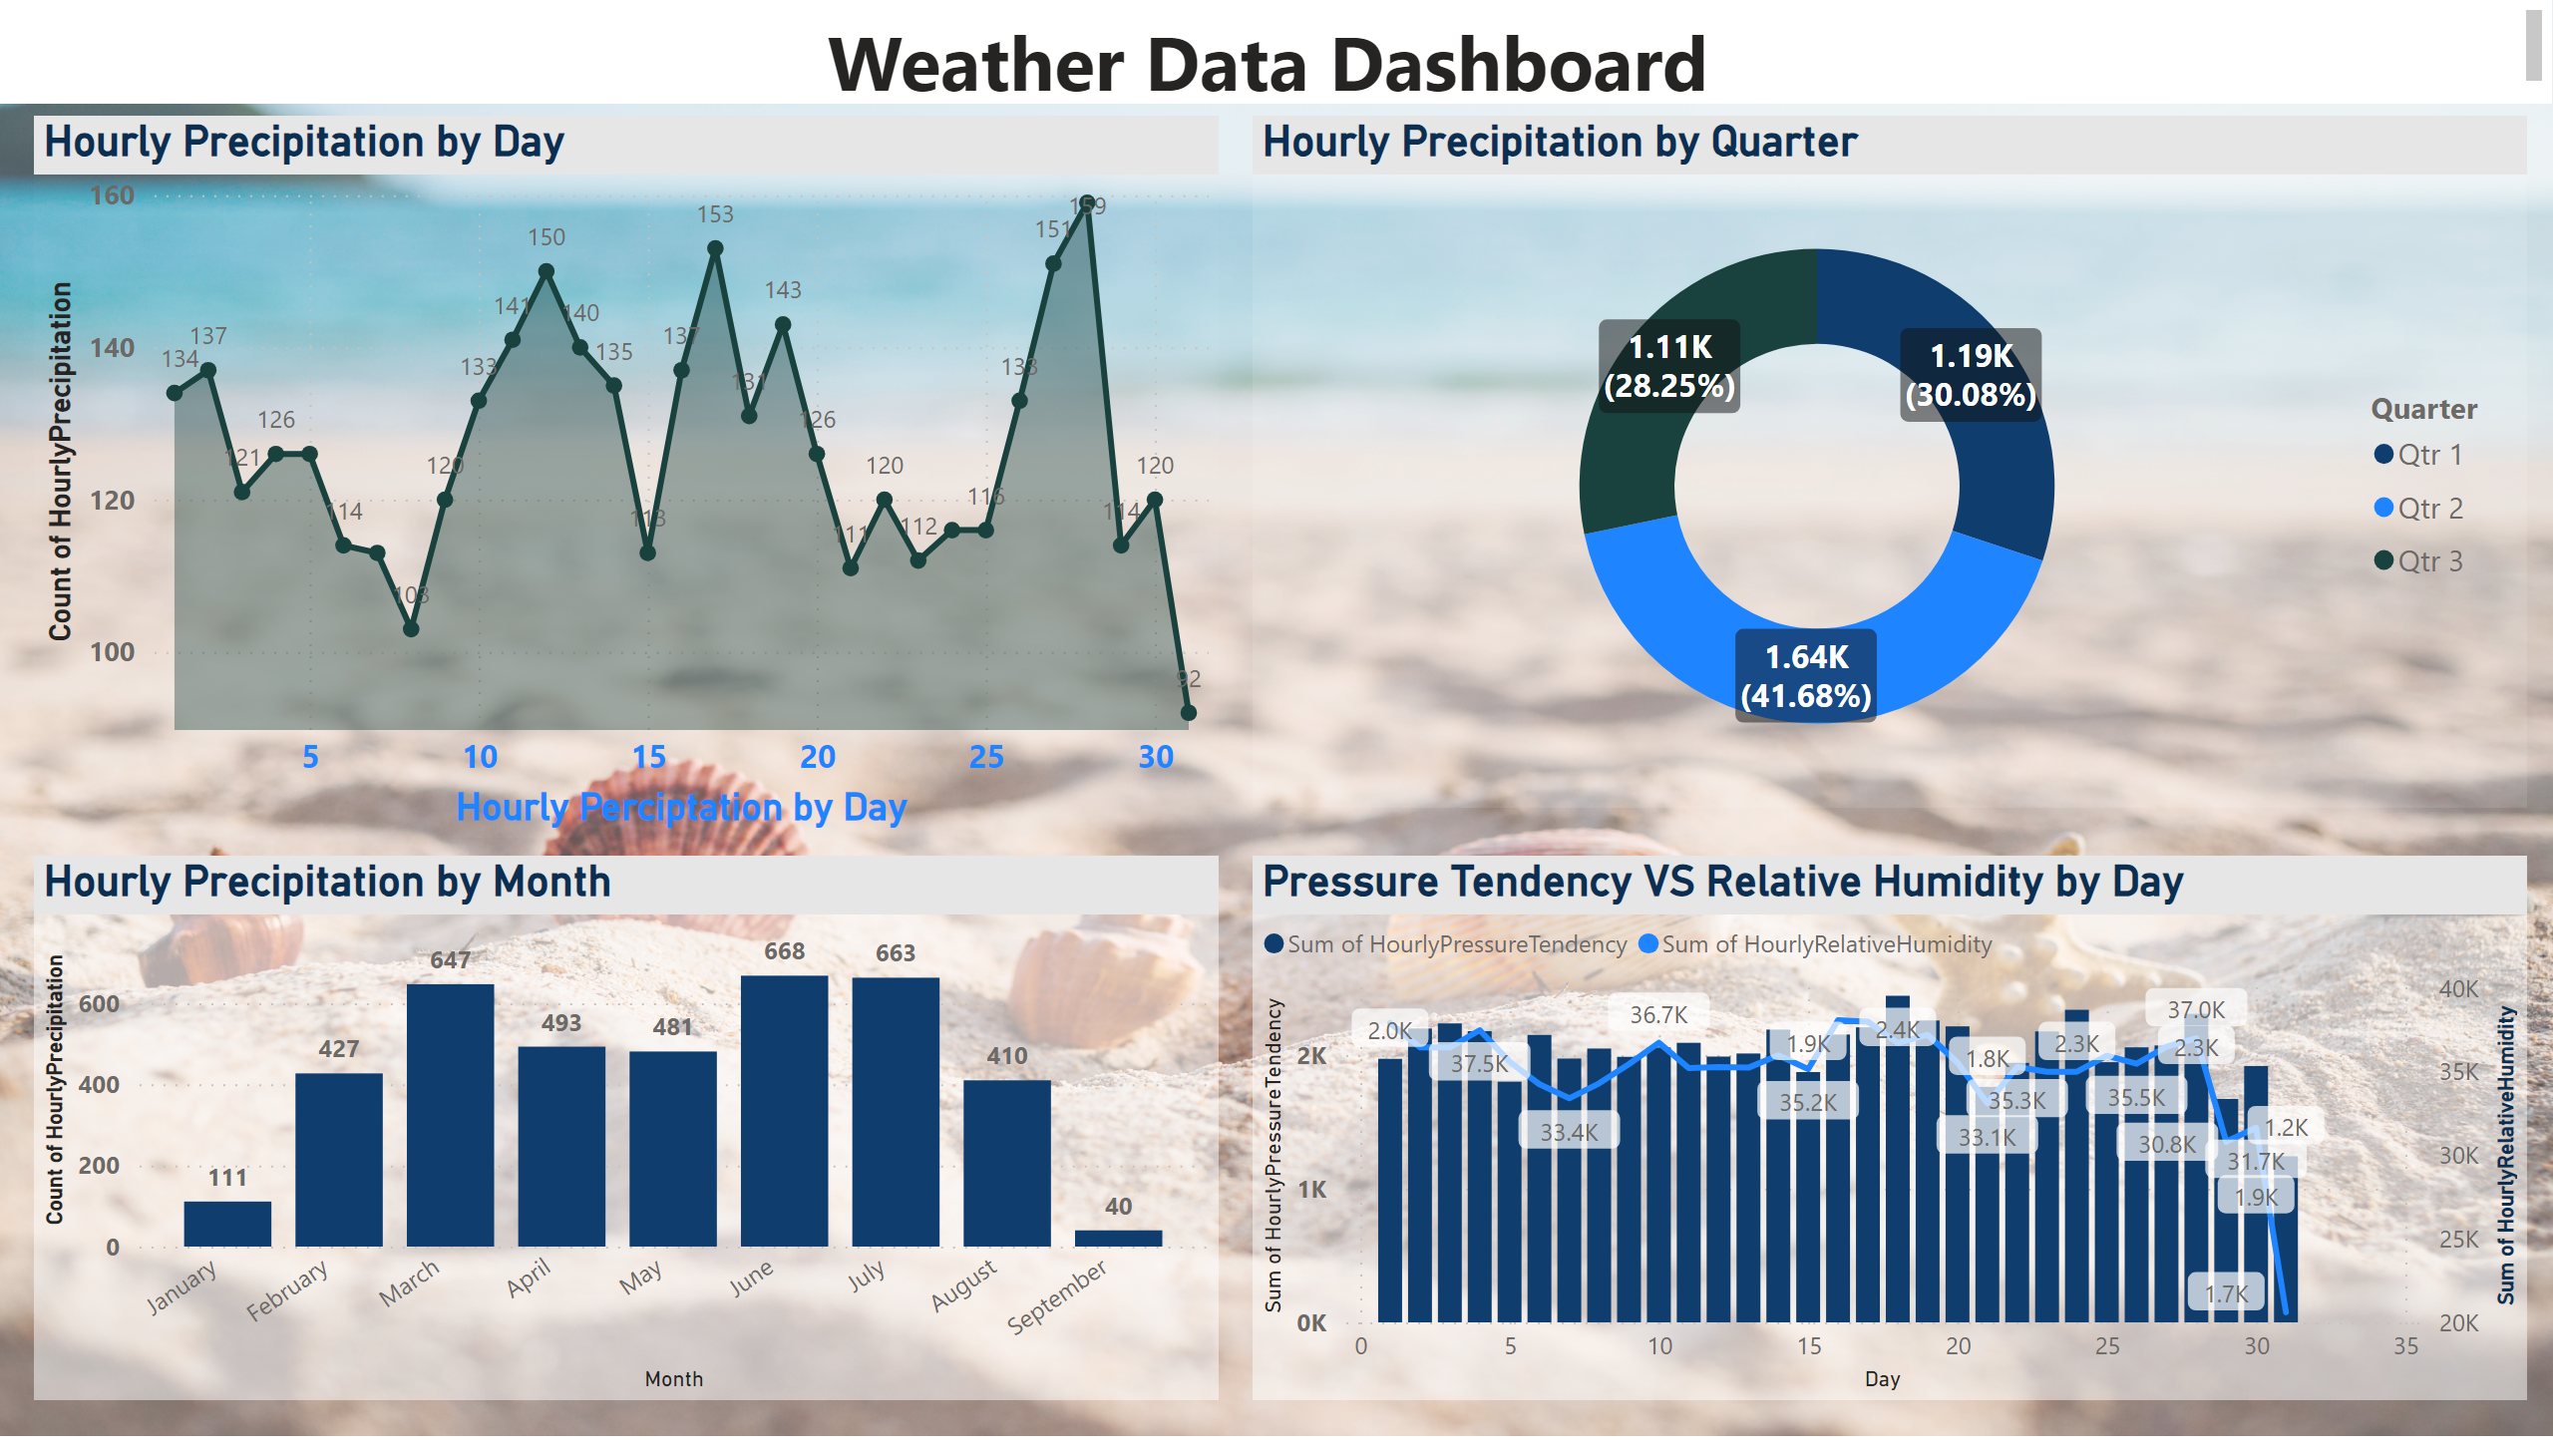 Weather Data Dashboard
Hourly Precipitation by Day
160
140
120
100
Count of HourlyPrecipitation
134
137
121
126
114
103
120
133
141
150
140
135
113
137
153
131
143
126
111
120
112
116
133
151
159
114
120
92
5 10 15 20 25 30
Hourly Perciptation by Day
Hourly Precipitation by Quarter
1.11K
(28.25%)
1.19K
(30.08%)
1.64K
(41.68%)
Quarter
Qtr 1
Qtr 2
Qtr 3
Hourly Precipitation by Month
Count of HourlyPrecipitation
600
400
200
0
111
427
647
493
481
668
663
410
40
January
February
March
April
May
June
July
August
September
Month
Pressure Tendency VS Relative Humidity by Day
Sum of HourlyPressureTendency Sum of HourlyRelativeHumidity
Sum of HourlyPressureTendency
2K
1K
0K
2.0K
37.5K
33.4K
36.7K
1.9K
35.2K
2.4K
1.8K
35.3K
33.1K
2.3K
35.5K
37.0K
2.3K
30.8K
1.2K
31.7K
1.9K
1.7K
40K
35K
30K
25K
20K
Sum of HourlyRelativeHumidity
0 5 10 15 20 25 30 35
Day